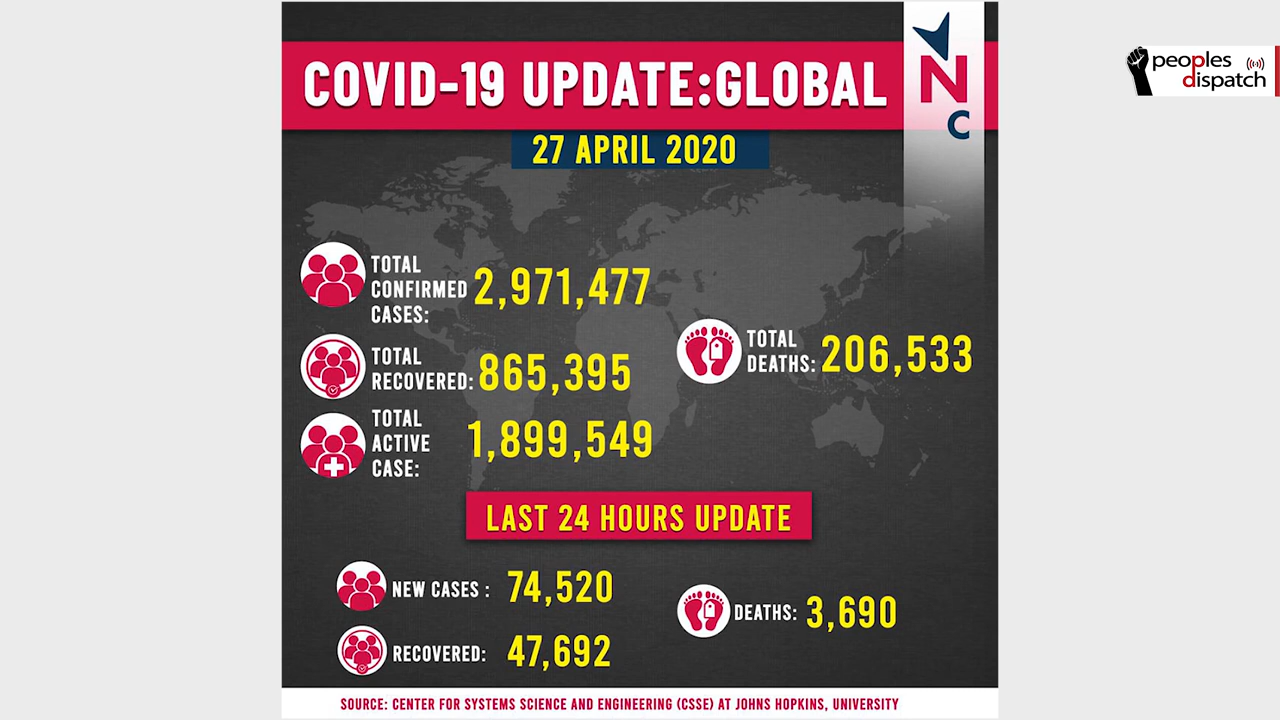 COVID-19 UPDATE:GLOBAL
N
C
peoples
dispatch
27 APRIL 2020
TOTAL
CONFIRMED
CASES:
2,971,477
TOTAL
RECOVERED:
865,395
TOTAL
ACTIVE
CASE:
1,899,549
TOTAL
DEATHS:
206,533
LAST 24 HOURS UPDATE
NEW CASES : 74,520
RECOVERED: 47,692
DEATHS: 3,690
SOURCE: CENTER FOR SYSTEMS SCIENCE AND ENGINEERING (CSSE) AT JOHNS HOPKINS, UNIVERSITY